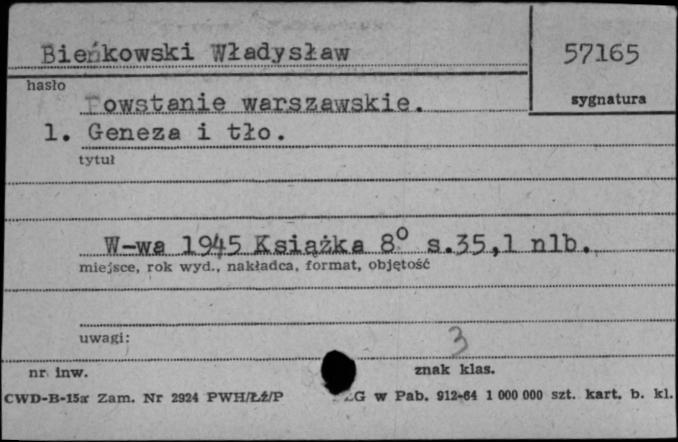 Bieńkowski Władysław
57165
hasło
sygnatura
Powstanie warszawskie.
1. Geneza i tło.
tytuł
W-wa 1945 Książka 8° s.35,1 nlb.
miejsce, rok wyd., nakładca, format, objętość
uwagi:
3
nr inw.
znak klas.
CWD-B-15a Zam. Nr 2924 PWH/Łź/P G w Pab. 912-64 1 000 000 szt. kart. b. kl.